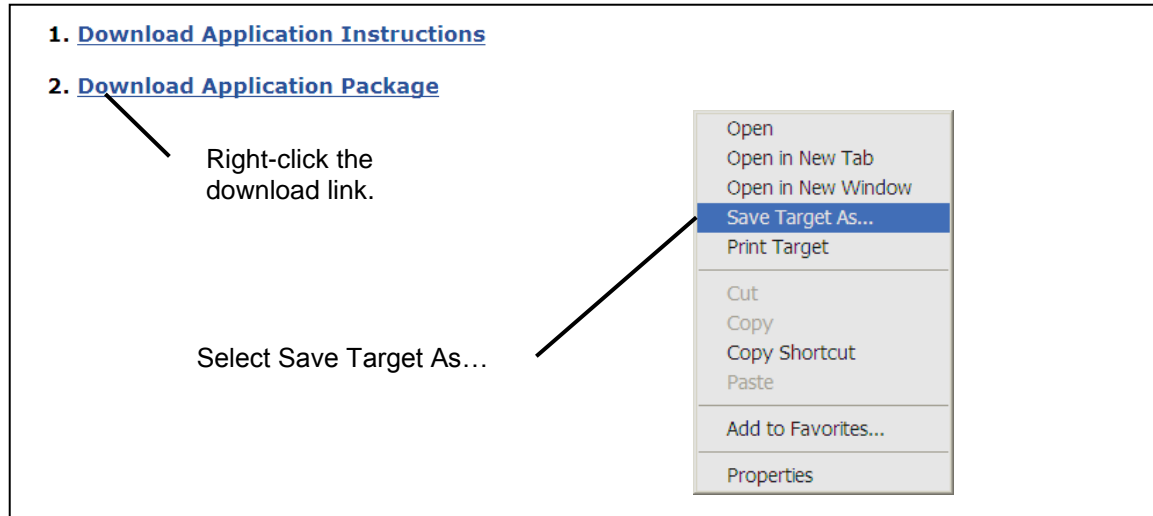 1. Download Application Instructions
2. Download Application Package
Right-click the
download link.
Select Save Target As…
Open
Open in New Tab
Open in New Window
Save Target As...
Print Target
Cut
Copy
Copy Shortcut
Paste
Add to Favorites...
Properties